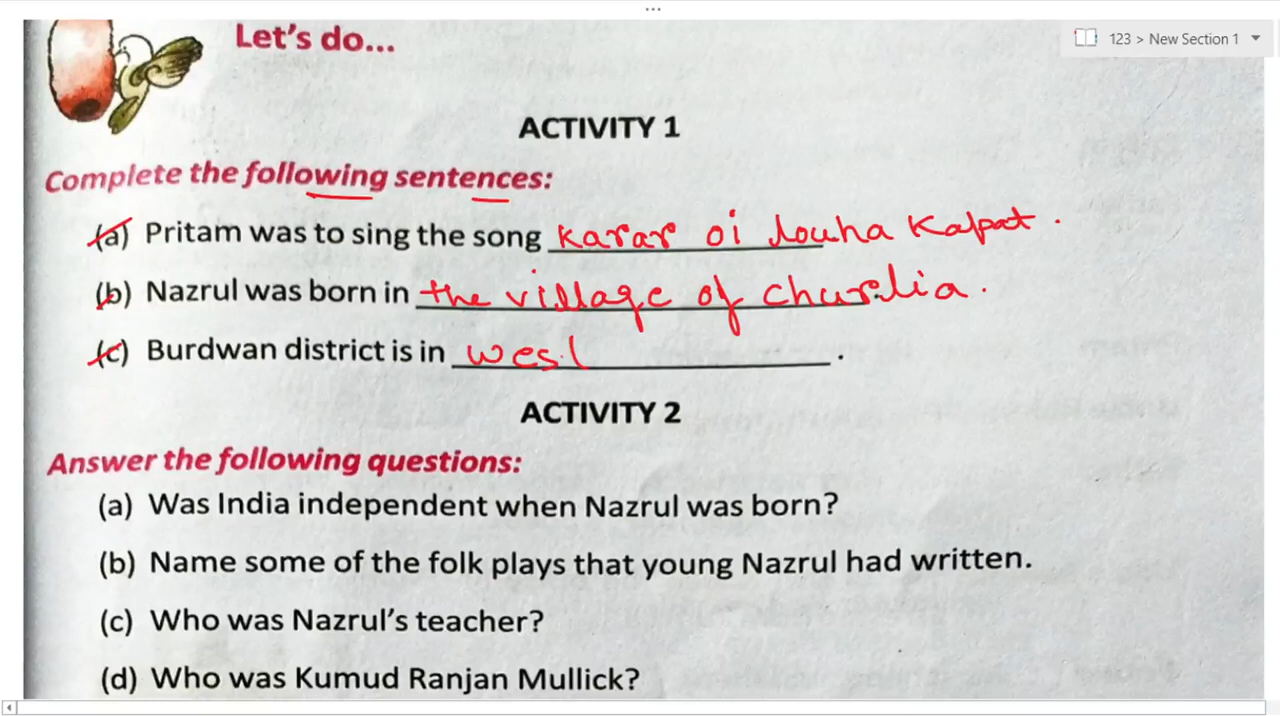 ...
123 > New Section 1
Let's do...
ACTIVITY 1
Complete the following sentences:
(a) Pritam was to sing the song Karar oi louha Kapat.
(b) Nazrul was born in the village of Churulia.
(c) Burdwan district is in wesl.
ACTIVITY 2
Answer the following questions:
(a) Was India independent when Nazrul was born?
(b) Name some of the folk plays that young Nazrul had written.
(c) Who was Nazrul's teacher?
(d) Who was Kumud Ranjan Mullick?